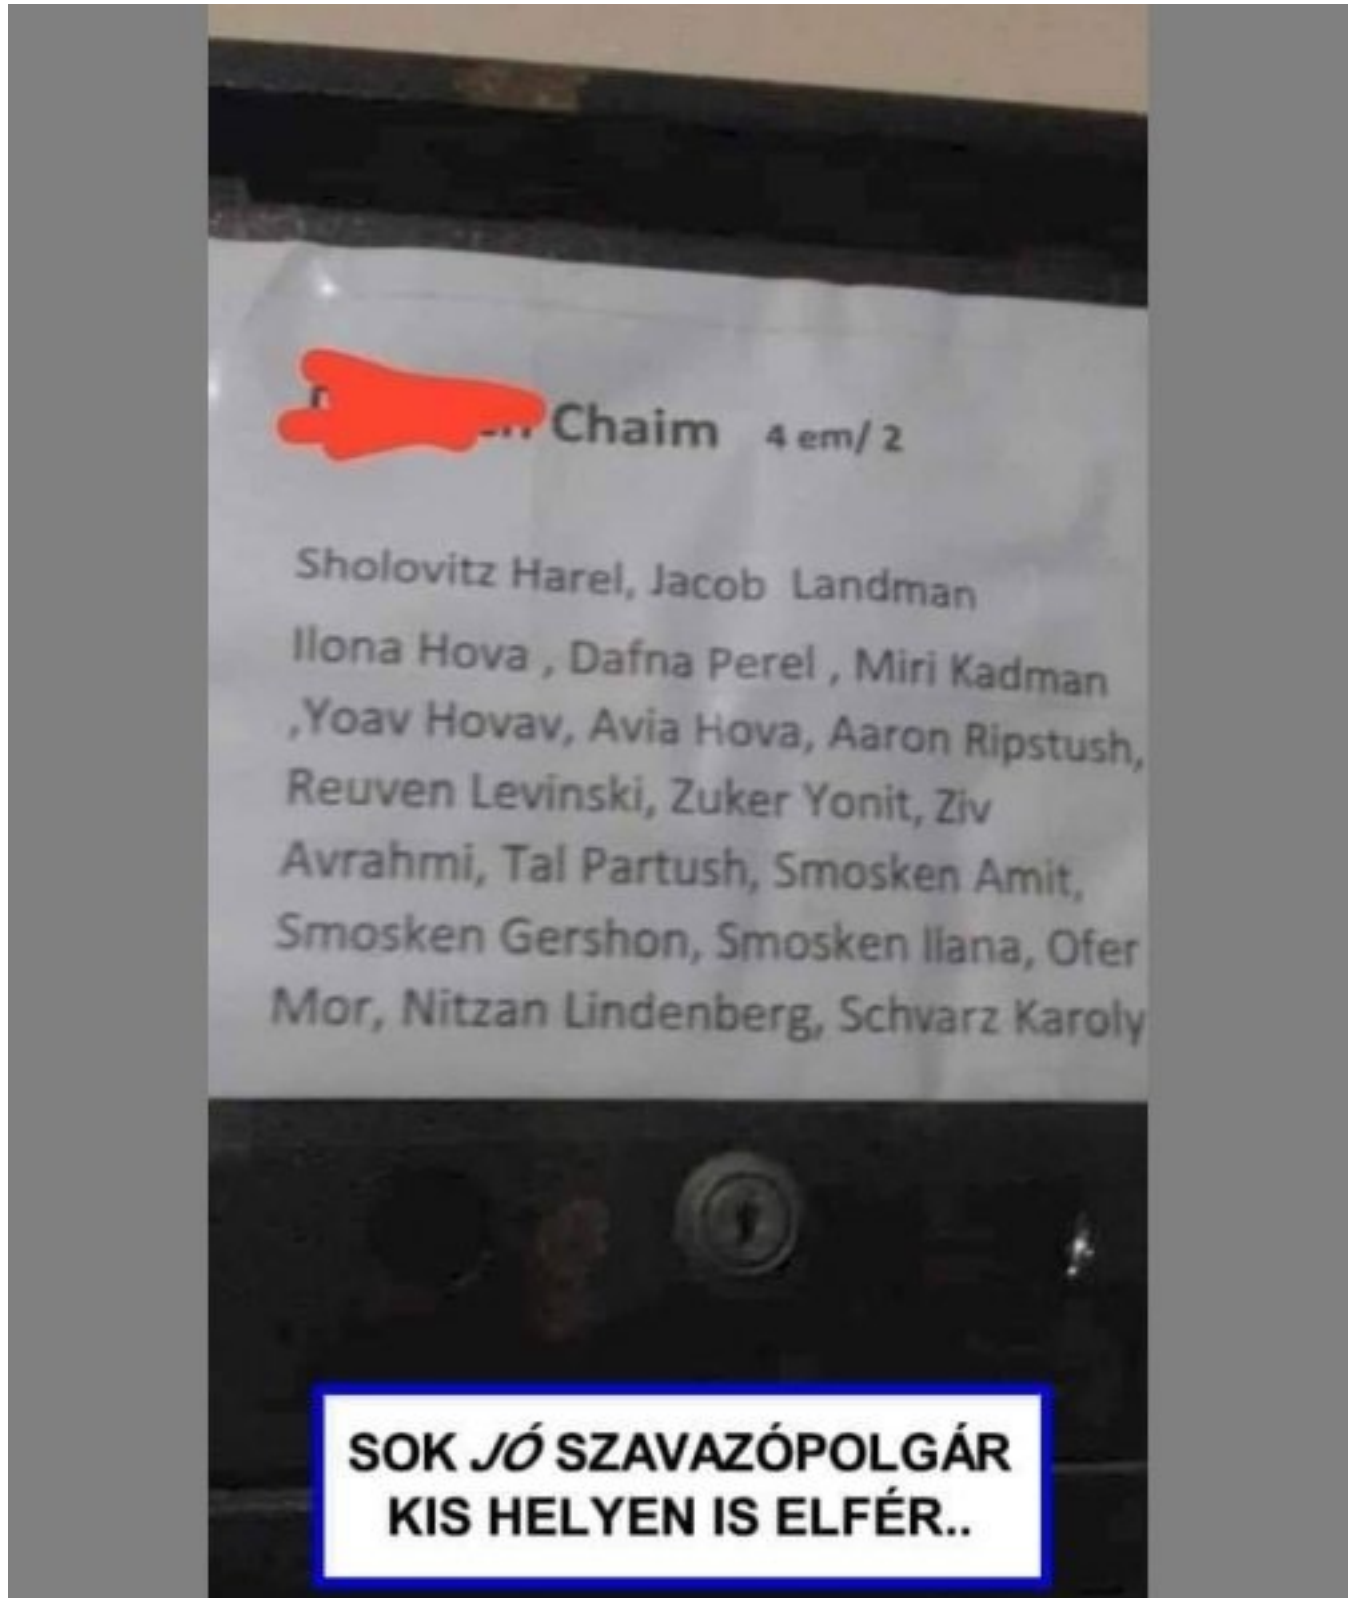 Chaim 4 em/ 2
Sholovitz Harel, Jacob Landman
Ilona Hova , Dafna Perel , Miri Kadman
,Yoav Hovav, Avia Hova, Aaron Ripstush,
Reuven Levinski, Zuker Yonit, Ziv
Avrahmi, Tal Partush, Smosken Amit,
Smosken Gershon, Smosken Ilana, Ofer
Mor, Nitzan Lindenberg, Schvarz Karoly
SOK JÓ SZAVAZÓPOLGÁR
KIS HELYEN IS ELFÉR..